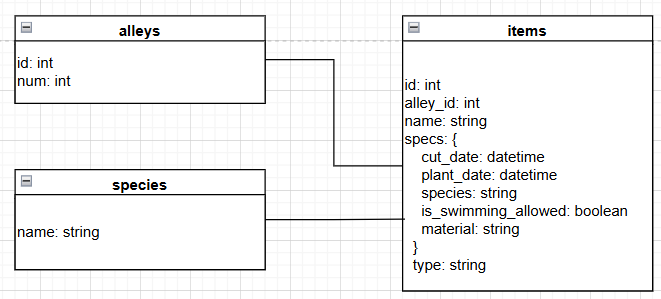 alleys
id: int
num: int
species
name: string
items
id: int
alley_id: int
name: string
specs: {
cut_date: datetime
plant_date: datetime
species: string
is_swimming_allowed: boolean
material: string
}
type: string